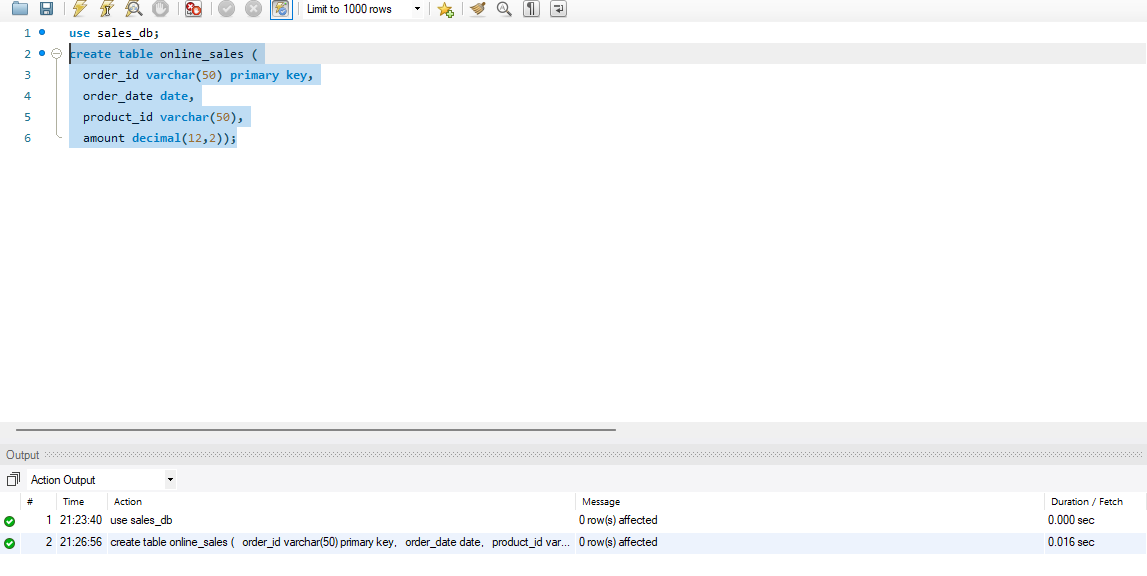 Limit to 1000 rows
1 use sales_db;
2 create table online_sales (
3 order_id varchar(50) primary key,
4 order_date date,
5 product_id varchar(50),
6 amount decimal(12,2));
Output
Action Output
# Time Action Message Duration / Fetch
1 21:23:40 use sales_db 0 row(s) affected 0.000 sec
2 21:26:56 create table online_sales ( order_id varchar(50) primary key, order_date date, product_id var... 0 row(s) affected 0.016 sec